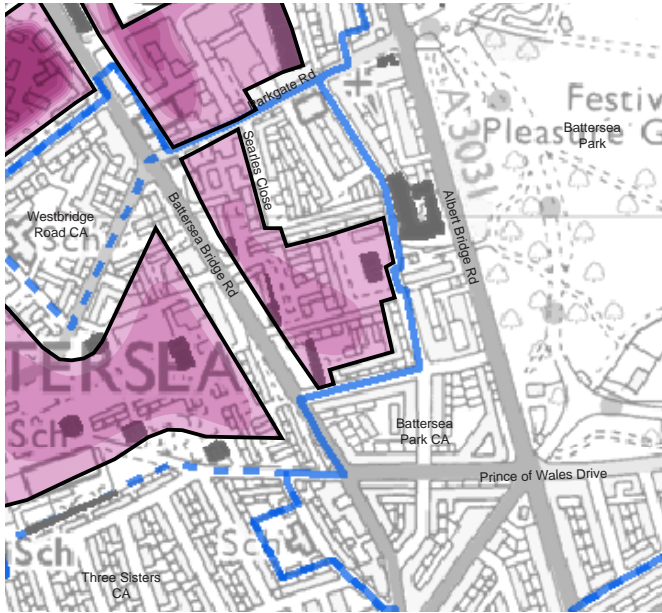 Parkgate Rd
Festiv
Pleasure G
Battersea
Park
A3031
Searles Close
Westbridge
Road CA
Battersea Bridge Rd
Albert Bridge Rd
TERSEA
Sch
Battersea
Park CA
Prince of Wales Drive
Sch
Sch
Three Sisters
CA